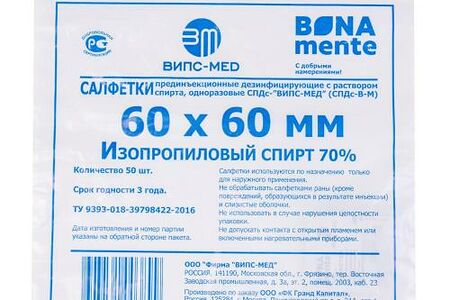 ДОБРОВОЛЬНАЯ
СЕРТИФИКАЦИЯ
ВМ
ВИПС-МЕД
BONA
mente
С добрыми
намерениями!
САЛФЕТКИ прединъекционные дезинфицирующие с раствором
спирта, одноразовые СПДс-"ВИПС-МЕД" (СПДс-В-М)
60 х 60 мм
Изопропиловый спирт 70%
Количество 50 шт.
Срок годности 3 года.
ТУ 9393-018-39798422-2016
Дата изготовления и номер партии
указаны на обратной стороне пакета.
Салфетки используются по назначению только
для наружного применения.
Не обрабатывать салфетками раны (кроме
повреждений, образующихся в результате инъекции)
и слизистые оболочки.
Не использовать в случае нарушения целостности
упаковки.
Не допускать контакта с открытым пламенем или
включенными нагревательными приборами.
ООО "Фирма "ВИПС-МЕД"
РОССИЯ, 141190, Московская обл., г. Фрязино, тер. Восточная
Заводская промышленная, д. 3а, эт. 2, помещ. 2003, каб. 23
Произведено по заказу ООО «ФК Гранд Капитал»